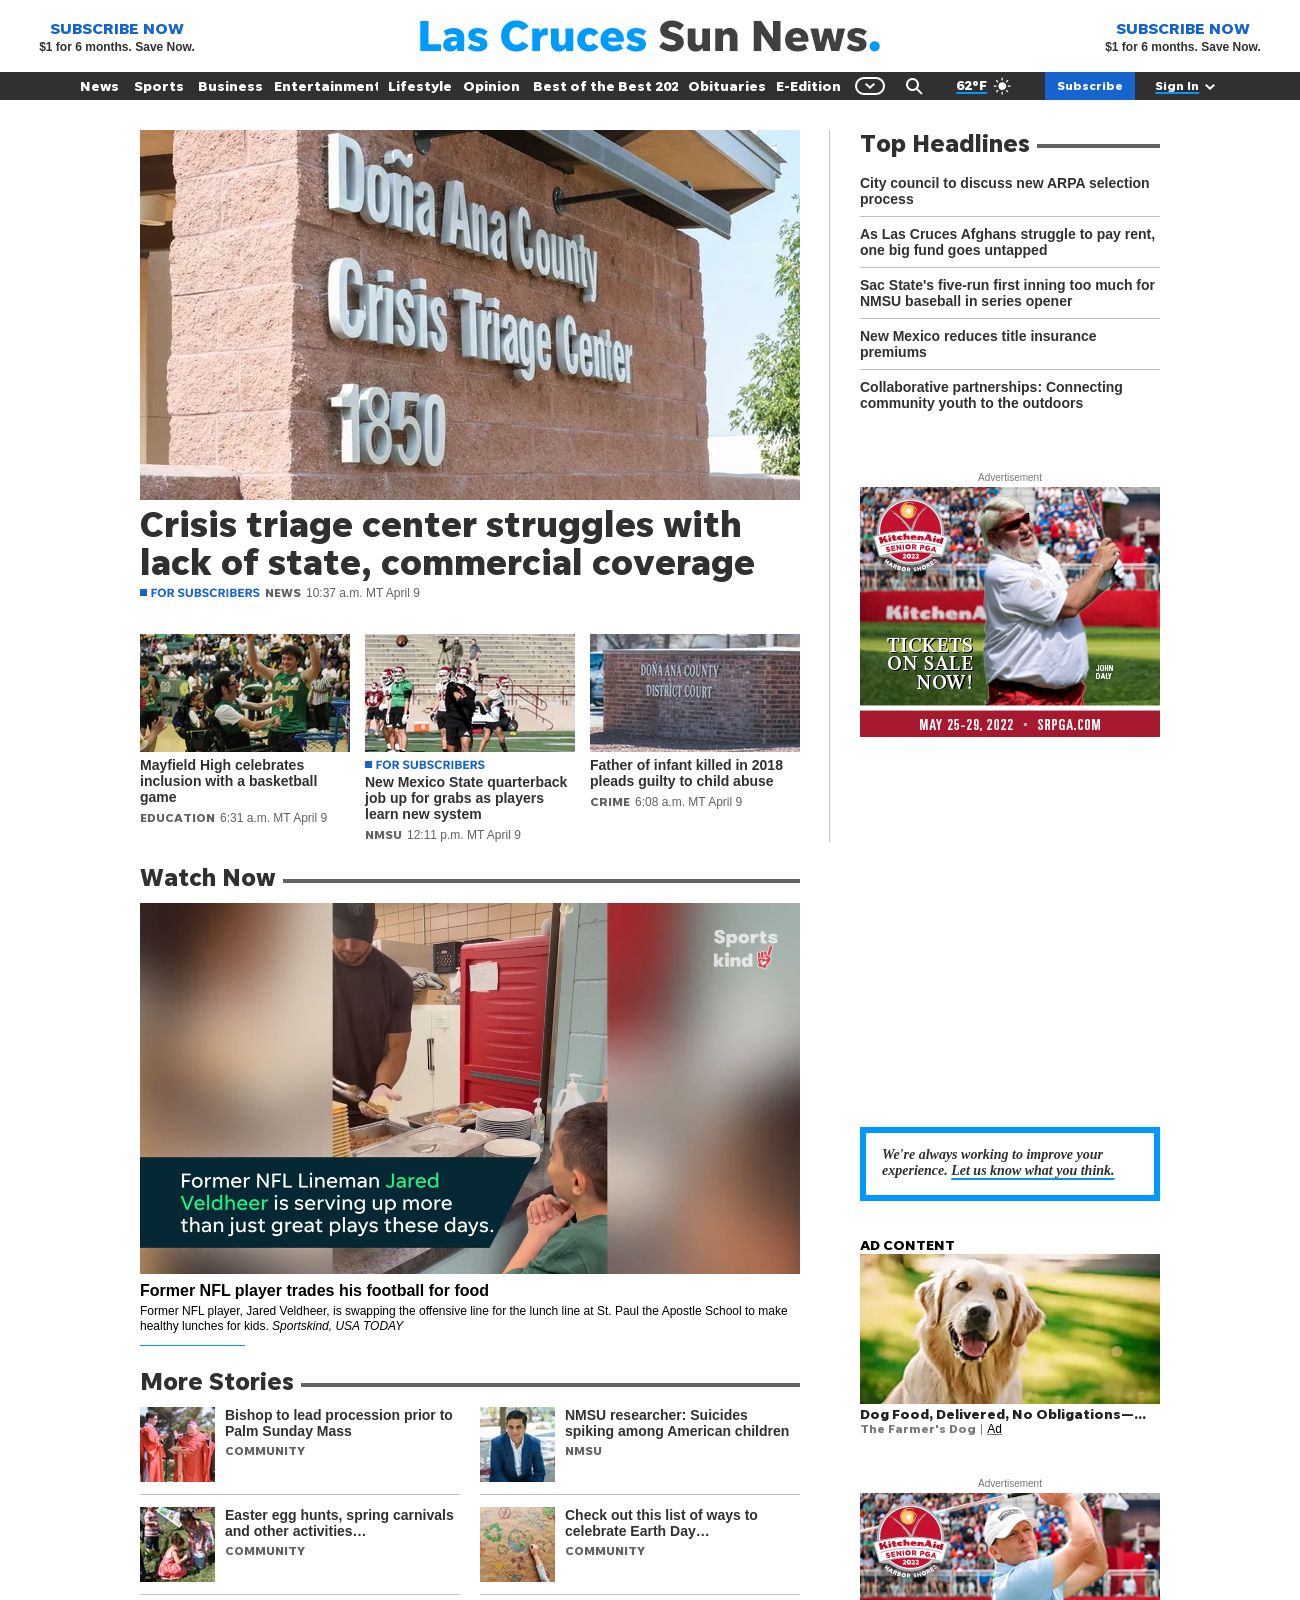 SUBSCRIBE NOW
$1 for 6 months. Save Now.
Las Cruces Sun News.
SUBSCRIBE NOW
$1 for 6 months. Save Now.
News Sports Business Entertainment Lifestyle Opinion Best of the Best 202 Obituaries E-Edition 62°F Subscribe Sign In
Doña Ana County
Crisis Triage Center
1850
Crisis triage center struggles with
lack of state, commercial coverage
FOR SUBSCRIBERS NEWS 10:37 a.m. MT April 9
DOÑA ANA COUNTY
DISTRICT COURT
Mayfield High celebrates
inclusion with a basketball
game
EDUCATION 6:31 a.m. MT April 9
FOR SUBSCRIBERS
New Mexico State quarterback
job up for grabs as players
learn new system
NMSU 12:11 p.m. MT April 9
Father of infant killed in 2018
pleads guilty to child abuse
CRIME 6:08 a.m. MT April 9
Top Headlines
City council to discuss new ARPA selection
process
As Las Cruces Afghans struggle to pay rent,
one big fund goes untapped
Sac State's five-run first inning too much for
NMSU baseball in series opener
New Mexico reduces title insurance
premiums
Collaborative partnerships: Connecting
community youth to the outdoors
Advertisement
KitchenAid
SENIOR PGA
2022
HARBOR SHORES
KitchenA
TICKETS
ON SALE
NOW!
JOHN
DALY
MAY 25-29, 2022 • SRPGA.COM
Watch Now
Sports
kind
Former NFL Lineman Jared
Veldheer is serving up more
than just great plays these days.
Former NFL player trades his football for food
Former NFL player, Jared Veldheer, is swapping the offensive line for the lunch line at St. Paul the Apostle School to make
healthy lunches for kids. Sportskind, USA TODAY
More Stories
Bishop to lead procession prior to
Palm Sunday Mass
COMMUNITY
NMSU researcher: Suicides
spiking among American children
NMSU
Easter egg hunts, spring carnivals
and other activities…
COMMUNITY
Check out this list of ways to
celebrate Earth Day…
COMMUNITY
We're always working to improve your
experience. Let us know what you think.
AD CONTENT
Dog Food, Delivered, No Obligations—…
The Farmer's Dog | Ad
Advertisement
KitchenAid
SENIOR PGA
2022
HARBOR SHORES